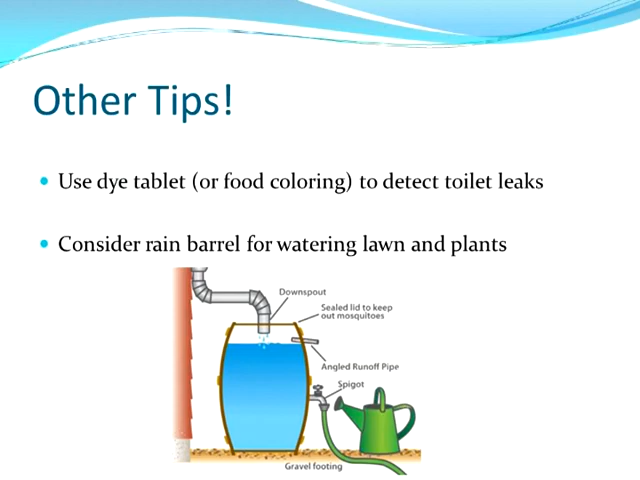 Other Tips!
Use dye tablet (or food coloring) to detect toilet leaks
Consider rain barrel for watering lawn and plants
Downspout
Sealed lid to keep
out mosquitoes
Angled Runoff Pipe
Spigot
Gravel footing